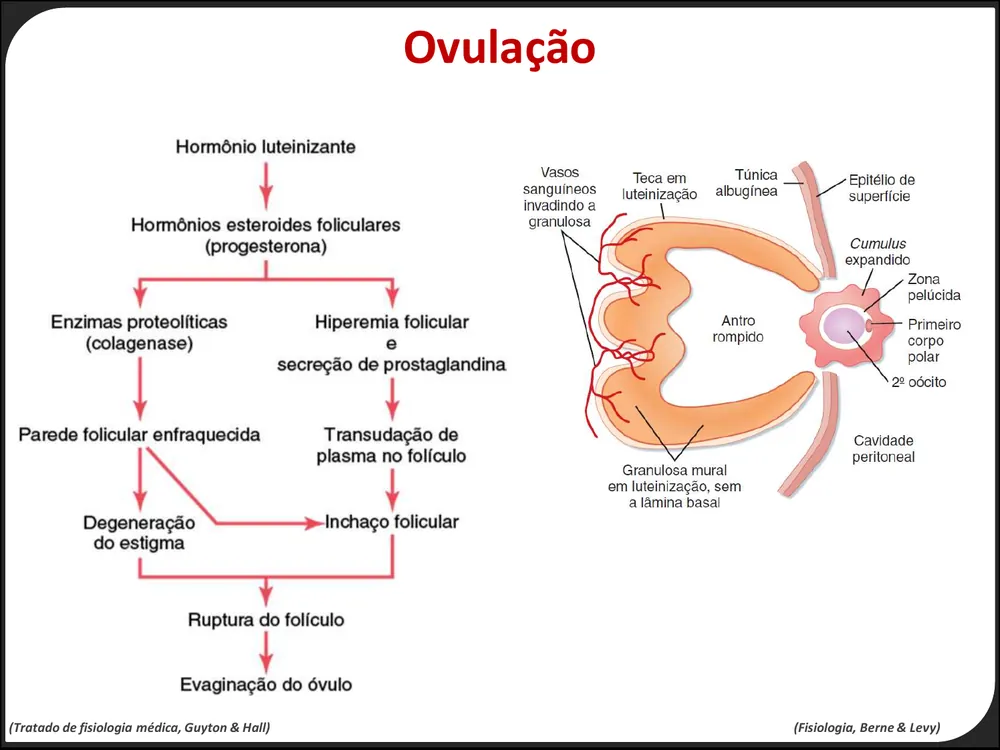 Ovulação
Hormônio luteinizante
Hormônios esteroides foliculares
(progesterona)
Enzimas proteolíticas
(colagenase)
Hiperemia folicular
e
secreção de prostaglandina
Parede folicular enfraquecida
Transudação de
plasma no folículo
Degeneração
do estigma
Inchaço folicular
Ruptura do folículo
Evaginação do óvulo
(Tratado de fisiologia médica, Guyton & Hall)
Vasos
sanguíneos
invadindo a
granulosa
Teca em
luteinização
Túnica
albugínea
Epitélio de
superfície
Cumulus
expandido
Zona
pelúcida
Primeiro
corpo
polar
2º oócito
Antro
rompido
Cavidade
peritoneal
Granulosa mural
em luteinização, sem
a lâmina basal
(Fisiologia, Berne & Levy)